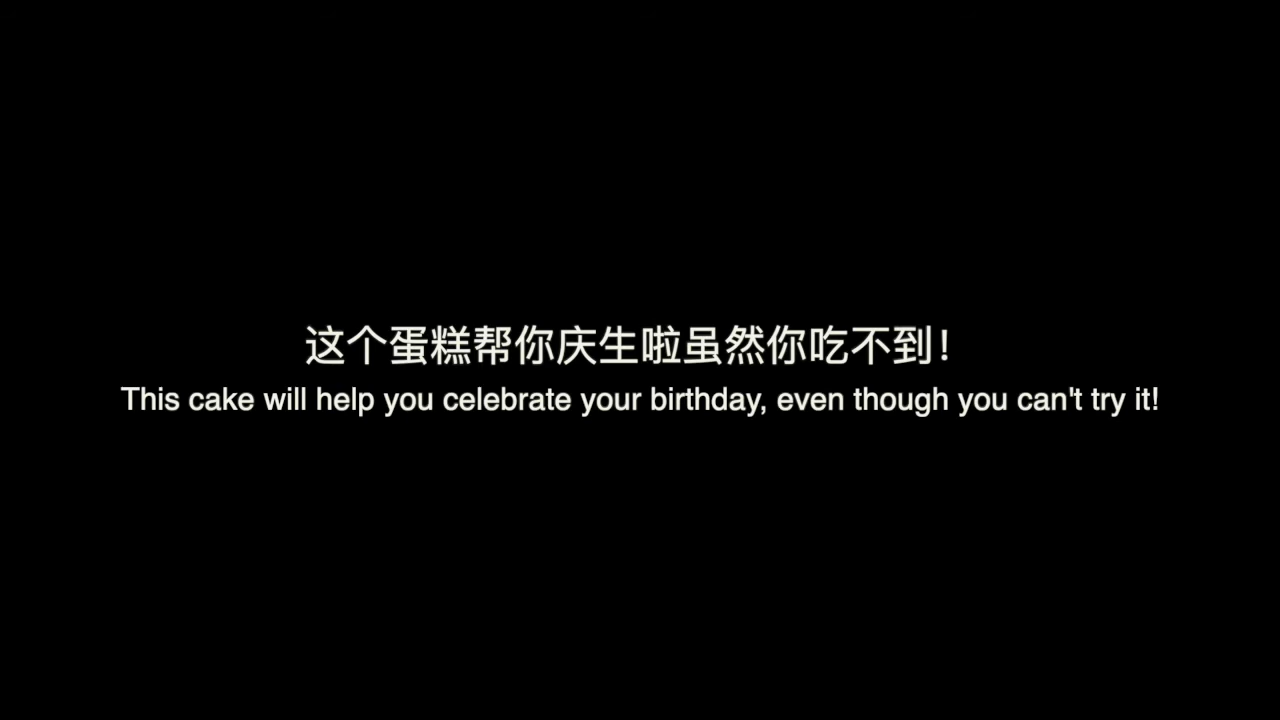 这个蛋糕帮你庆生啦虽然你吃不到！
This cake will help you celebrate your birthday, even though you can't try it!